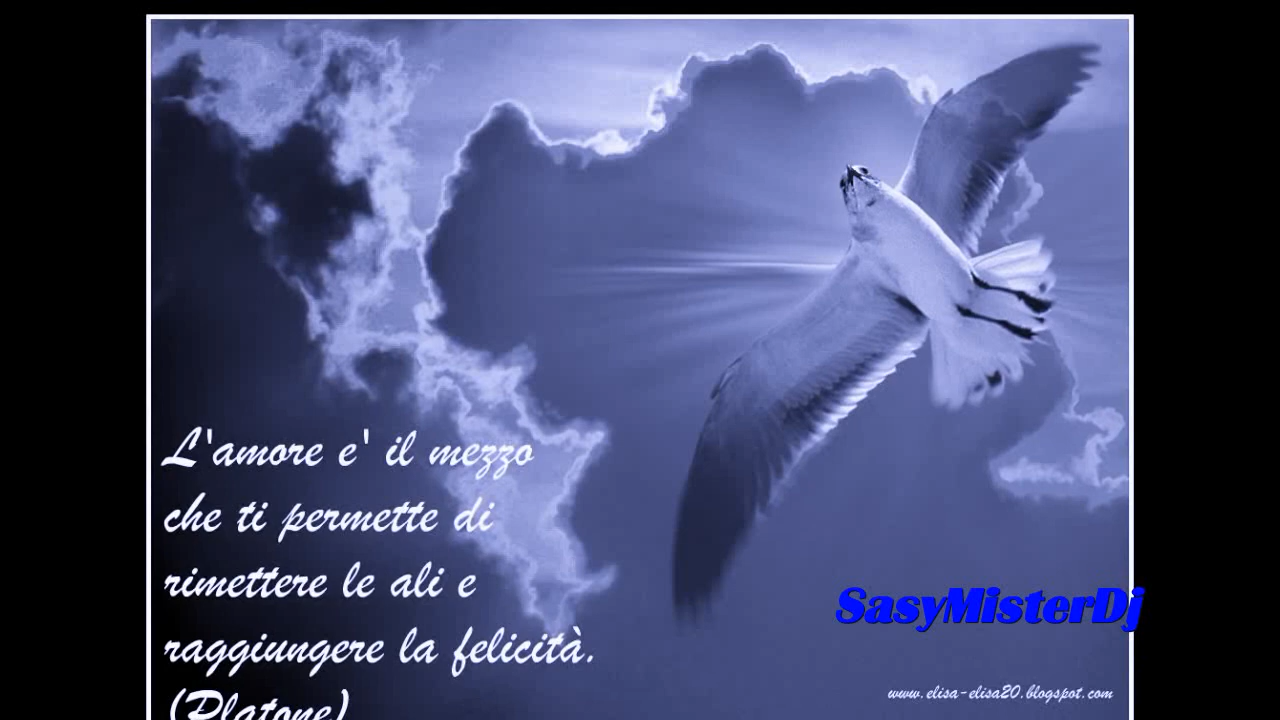 L'amore e' il mezzo
che ti permette di
rimettere le ali e
raggiungere la felicità.
(Platone)
SasyMisterDj
www.elisa-elisa20.blogspot.com